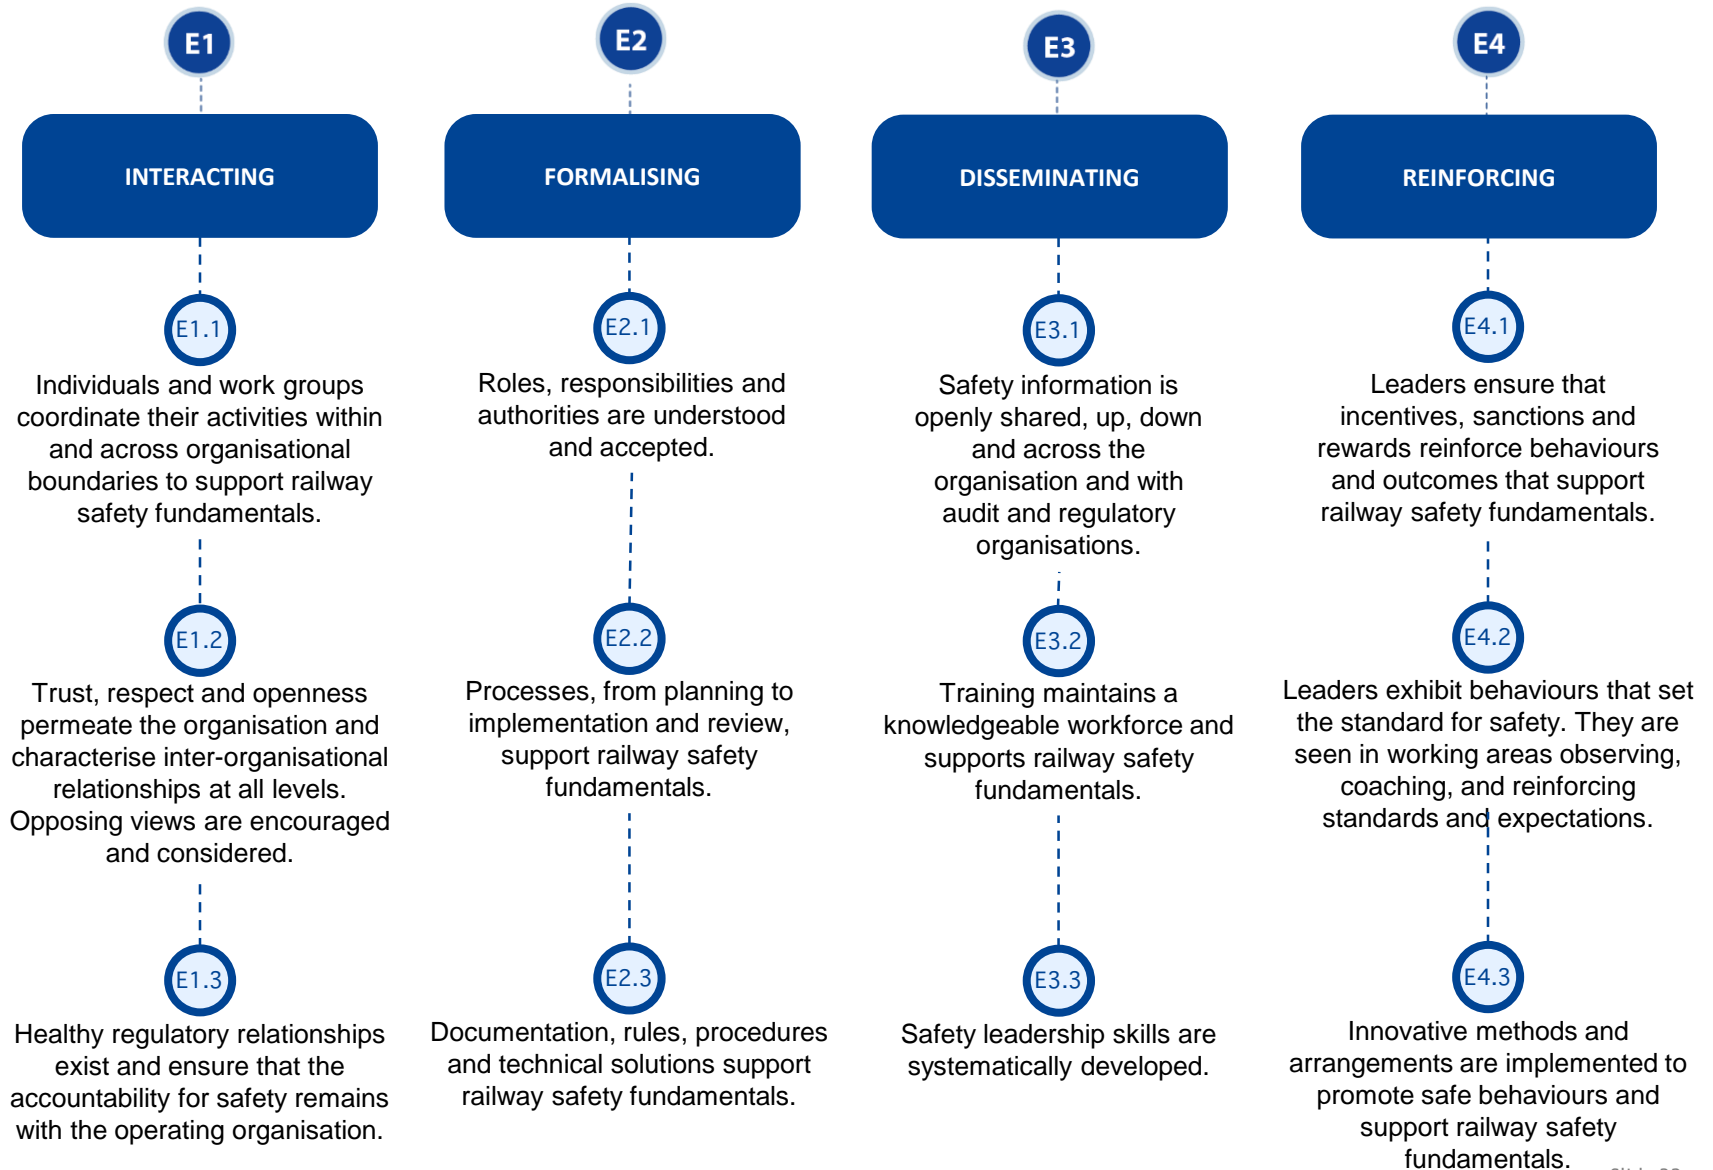 E1
INTERACTING
E1.1
Individuals and work groups
coordinate their activities within
and across organisational
boundaries to support railway
safety fundamentals.
E1.2
Trust, respect and openness
permeate the organisation and
characterise inter-organisational
relationships at all levels.
Opposing views are encouraged
and considered.
E1.3
Healthy regulatory relationships
exist and ensure that the
accountability for safety remains
with the operating organisation.
E2
FORMALISING
E2.1
Roles, responsibilities and
authorities are understood
and accepted.
E2.2
Processes, from planning to
implementation and review,
support railway safety
fundamentals.
E2.3
Documentation, rules, procedures
and technical solutions support
railway safety fundamentals.
E3
DISSEMINATING
E3.1
Safety information is
openly shared, up, down
and across the
organisation and with
audit and regulatory
organisations.
E3.2
Training maintains a
knowledgeable workforce and
supports railway safety
fundamentals.
E3.3
Safety leadership skills are
systematically developed.
E4
REINFORCING
E4.1
Leaders ensure that
incentives, sanctions and
rewards reinforce behaviours
and outcomes that support
railway safety fundamentals.
E4.2
Leaders exhibit behaviours that set
the standard for safety. They are
seen in working areas observing,
coaching, and reinforcing
standards and expectations.
E4.3
Innovative methods and
arrangements are implemented to
promote safe behaviours and
support railway safety
fundamentals.